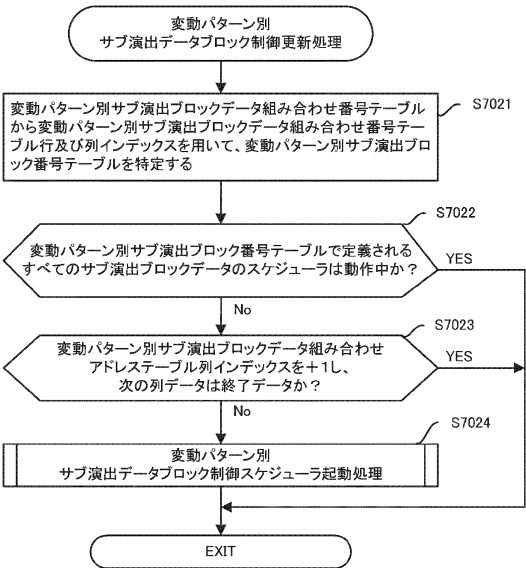 変動パターン別
サブ演出データブロック制御更新処理
S7021
変動パターン別サブ演出ブロックデータ組み合わせ番号テーブル
から変動パターン別サブ演出ブロックデータ組み合わせ番号テー
ブル行及び列インデックスを用いて、変動パターン別サブ演出ブロ
ック番号テーブルを特定する
S7022
変動パターン別サブ演出ブロック番号テーブルで定義される
すべてのサブ演出ブロックデータのスケジューラは動作中か？
YES
No
S7023
変動パターン別サブ演出ブロックデータ組み合わせ
アドレステーブル列インデックスを＋１し、
次の列データは終了データか？
YES
No
S7024
変動パターン別
サブ演出データブロック制御スケジューラ起動処理
EXIT